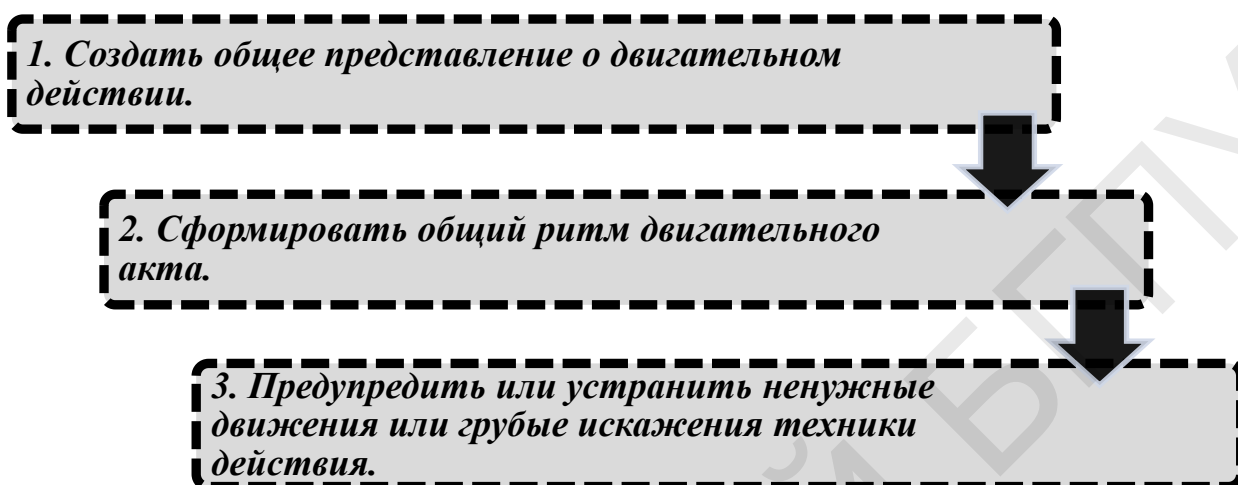 1. Создать общее представление о двигательном
действии.
2. Сформировать общий ритм двигательного
акта.
3. Предупредить или устранить ненужные
движения или грубые искажения техники
действия.
Й БПУ